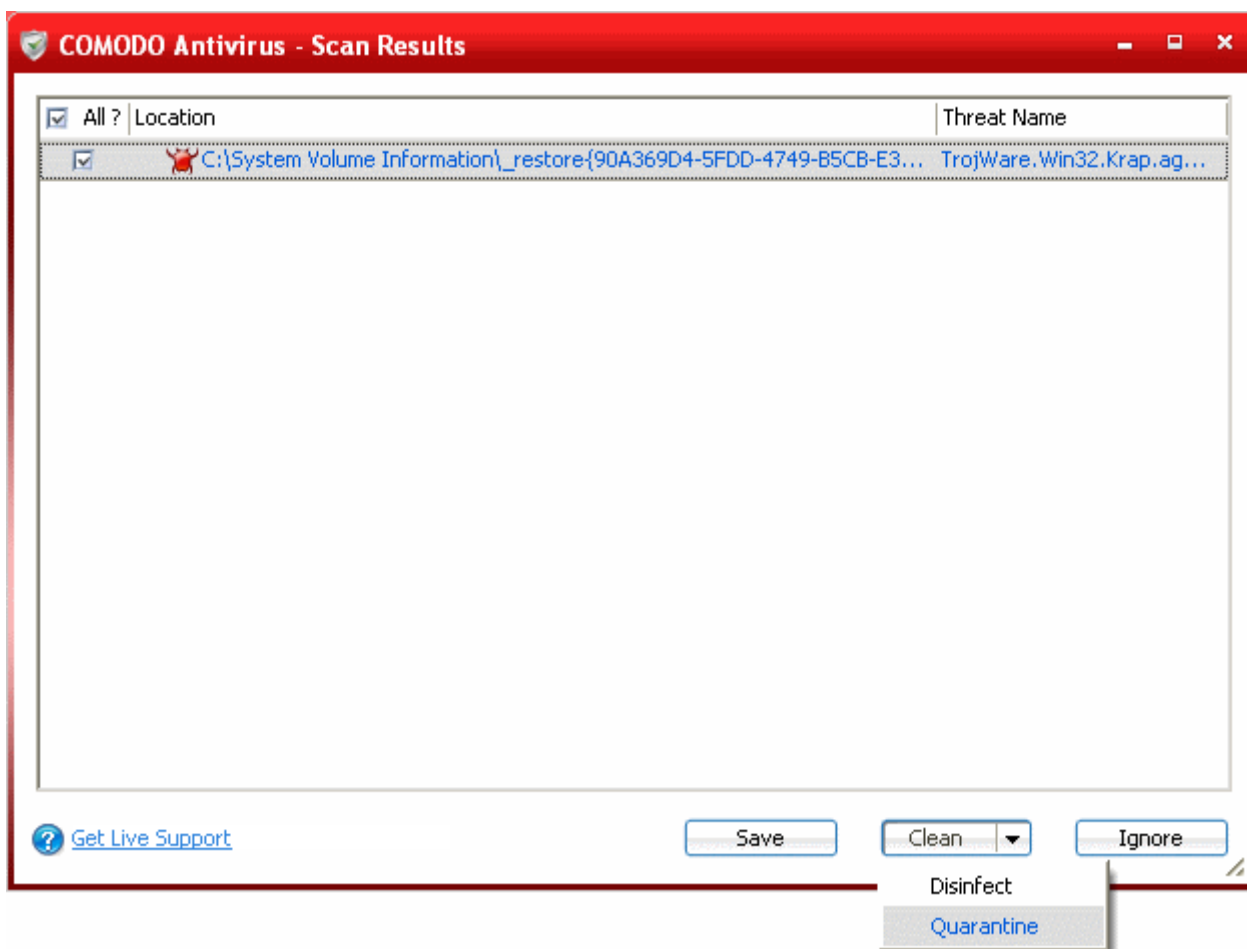 COMODO Antivirus - Scan Results
All ? Location Threat Name
C:\System Volume Information\_restore-{90A369D4-5FDD-4749-B5CB-E3... TrojWare.Win32.Krap.ag...
Get Live Support Save Clean Ignore
Disinfect
Quarantine